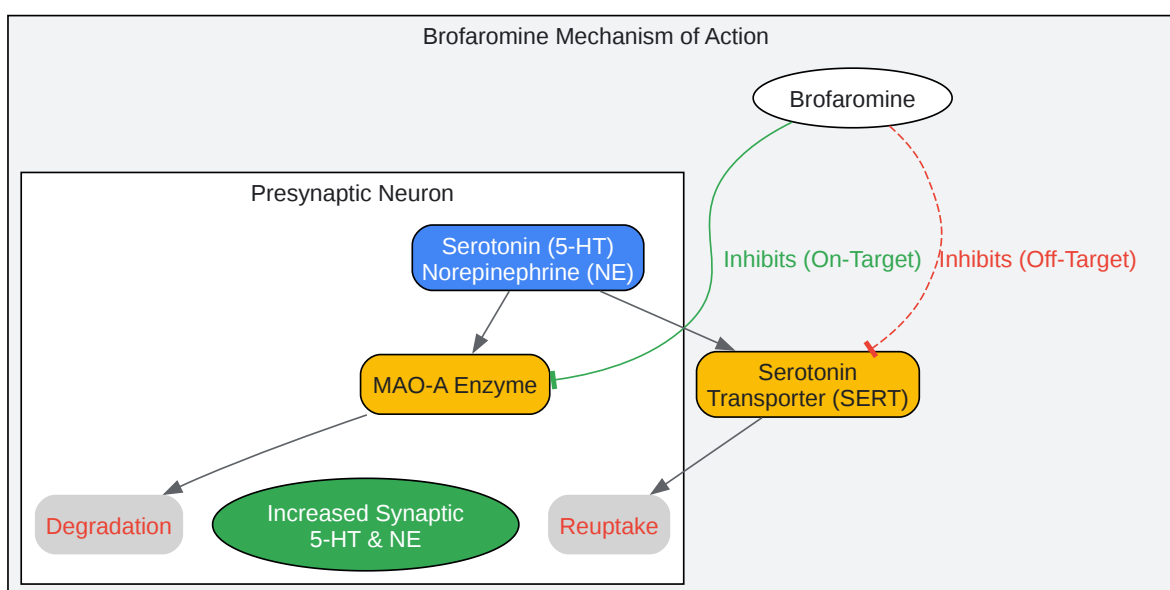 Brofaromine Mechanism of Action
Brofaromine
Presynaptic Neuron
Serotonin (5-HT)
Norepinephrine (NE)
Inhibits (On-Target)
Inhibits (Off-Target)
MAO-A Enzyme
Serotonin
Transporter (SERT)
Degradation
Increased Synaptic
5-HT & NE
Reuptake